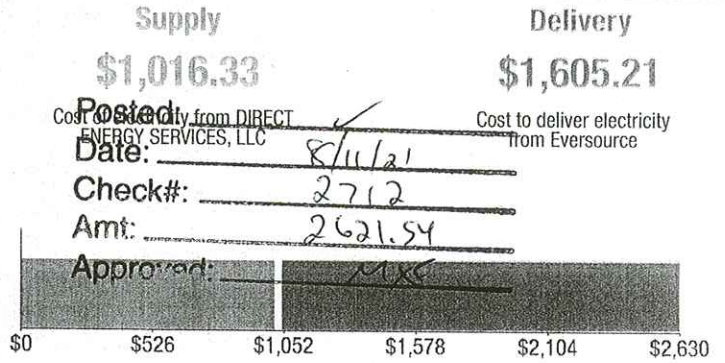 Supply
Delivery
$1,016.33
$1,605.21
Cost of electricity from DIRECT
ENERGY SERVICES, LLC
Cost to deliver electricity
from Eversource
Posted: ✓
Date: 8/11/21
Check#: 2712
Amt: 2621.54
Approved:
$0 $526 $1,052 $1,578 $2,104 $2,630